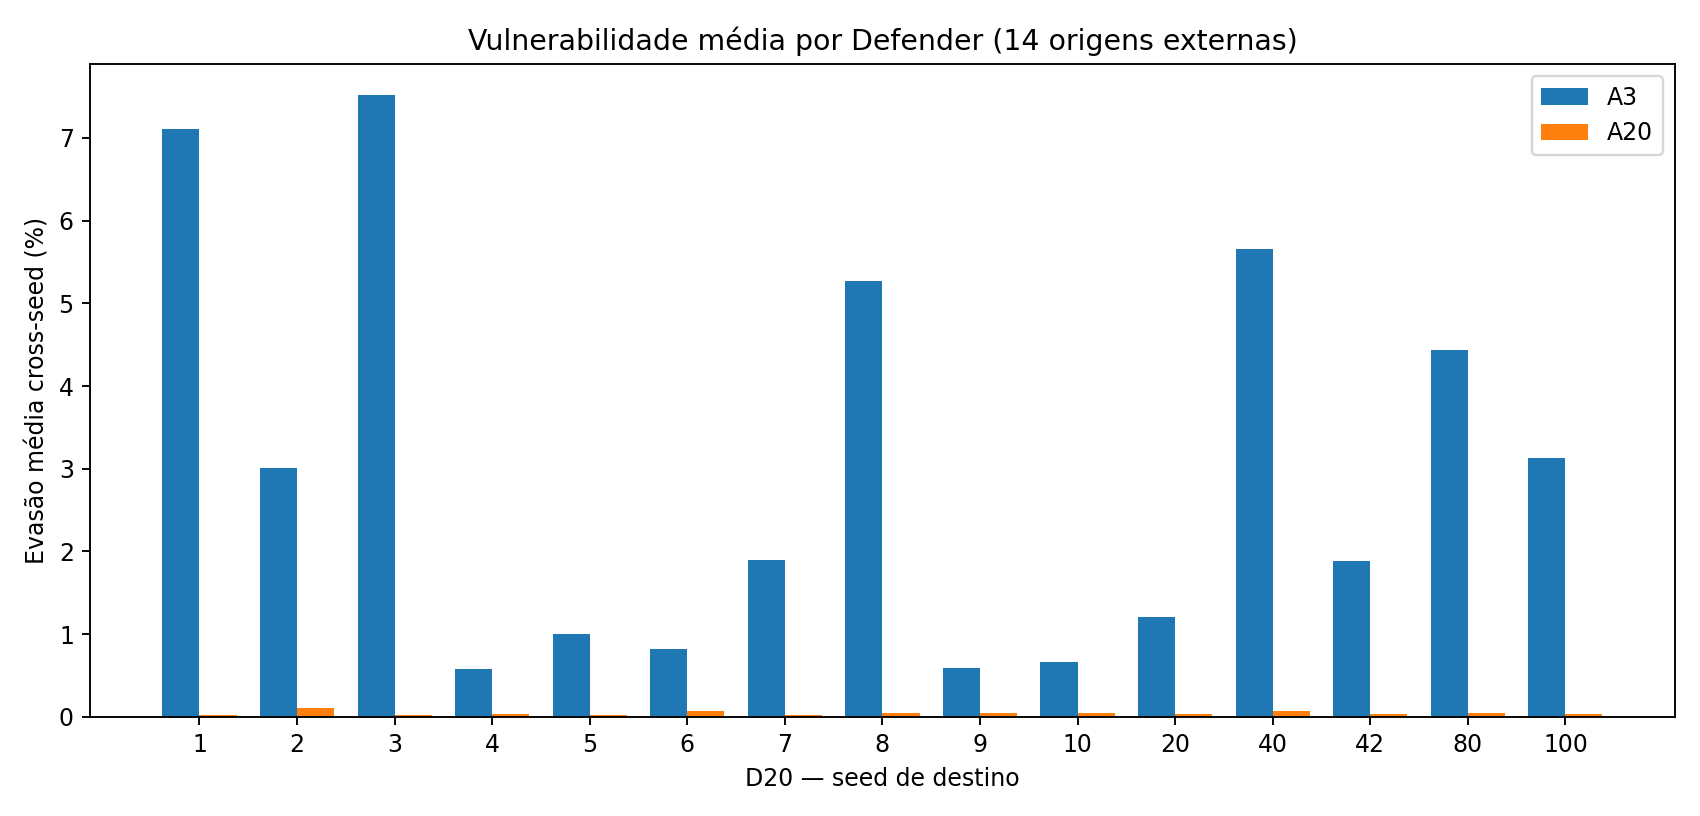 Vulnerabilidade média por Defender (14 origens externas)
A3
A20
Evasão média cross-seed (%)
7
6
5
4
3
2
1
0
1 2 3 4 5 6 7 8 9 10 20 40 42 80 100
D20 — seed de destino